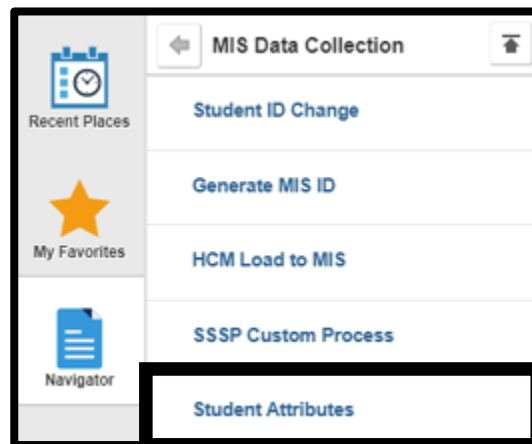 MIS Data Collection
Recent Places
Student ID Change
Generate MIS ID
My Favorites
HCM Load to MIS
SSSP Custom Process
Navigator
Student Attributes